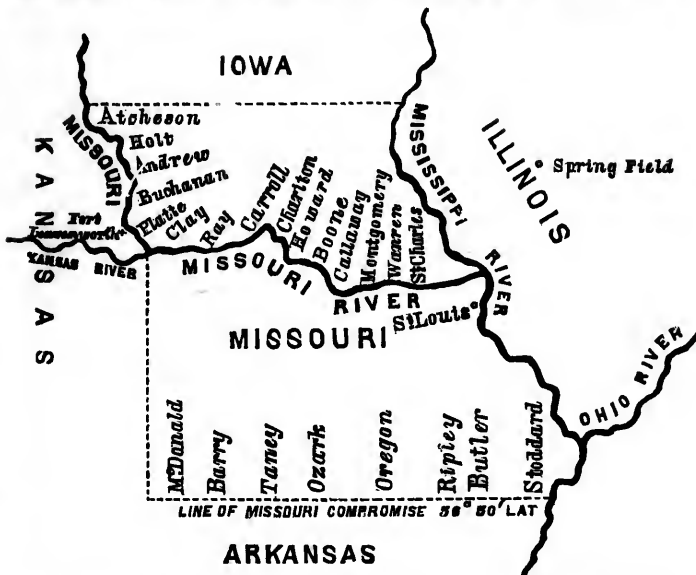 IOWA
MISSOURI
Atcheson
Holt
Andrew
Buchanan
Platte
Clay
Ray
Carroll
Chariton
Howard
Boone
Callaway
Montgomery
Warren
St Charles
MISSISSIPPI
RIVER
ILLINOIS
Spring Field
KANSAS
Fort
Leavensworth
KANSAS RIVER
MISSOURI
RIVER
MISSOURI
St Louis
OHIO RIVER
McDonald
Barry
Taney
Ozark
Oregon
Ripley
Butler
Stoddard
LINE OF MISSOURI COMPROMISE 36° 30' LAT
ARKANSAS